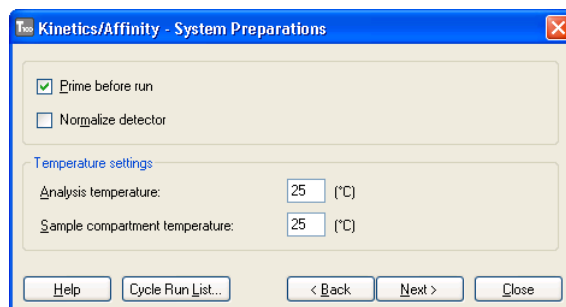 T100 Kinetics/Affinity - System Preparations
Prime before run
Normalize detector
Temperature settings
Analysis temperature: 25 (°C)
Sample compartment temperature: 25 (°C)
Help Cycle Run List... < Back Next > Close